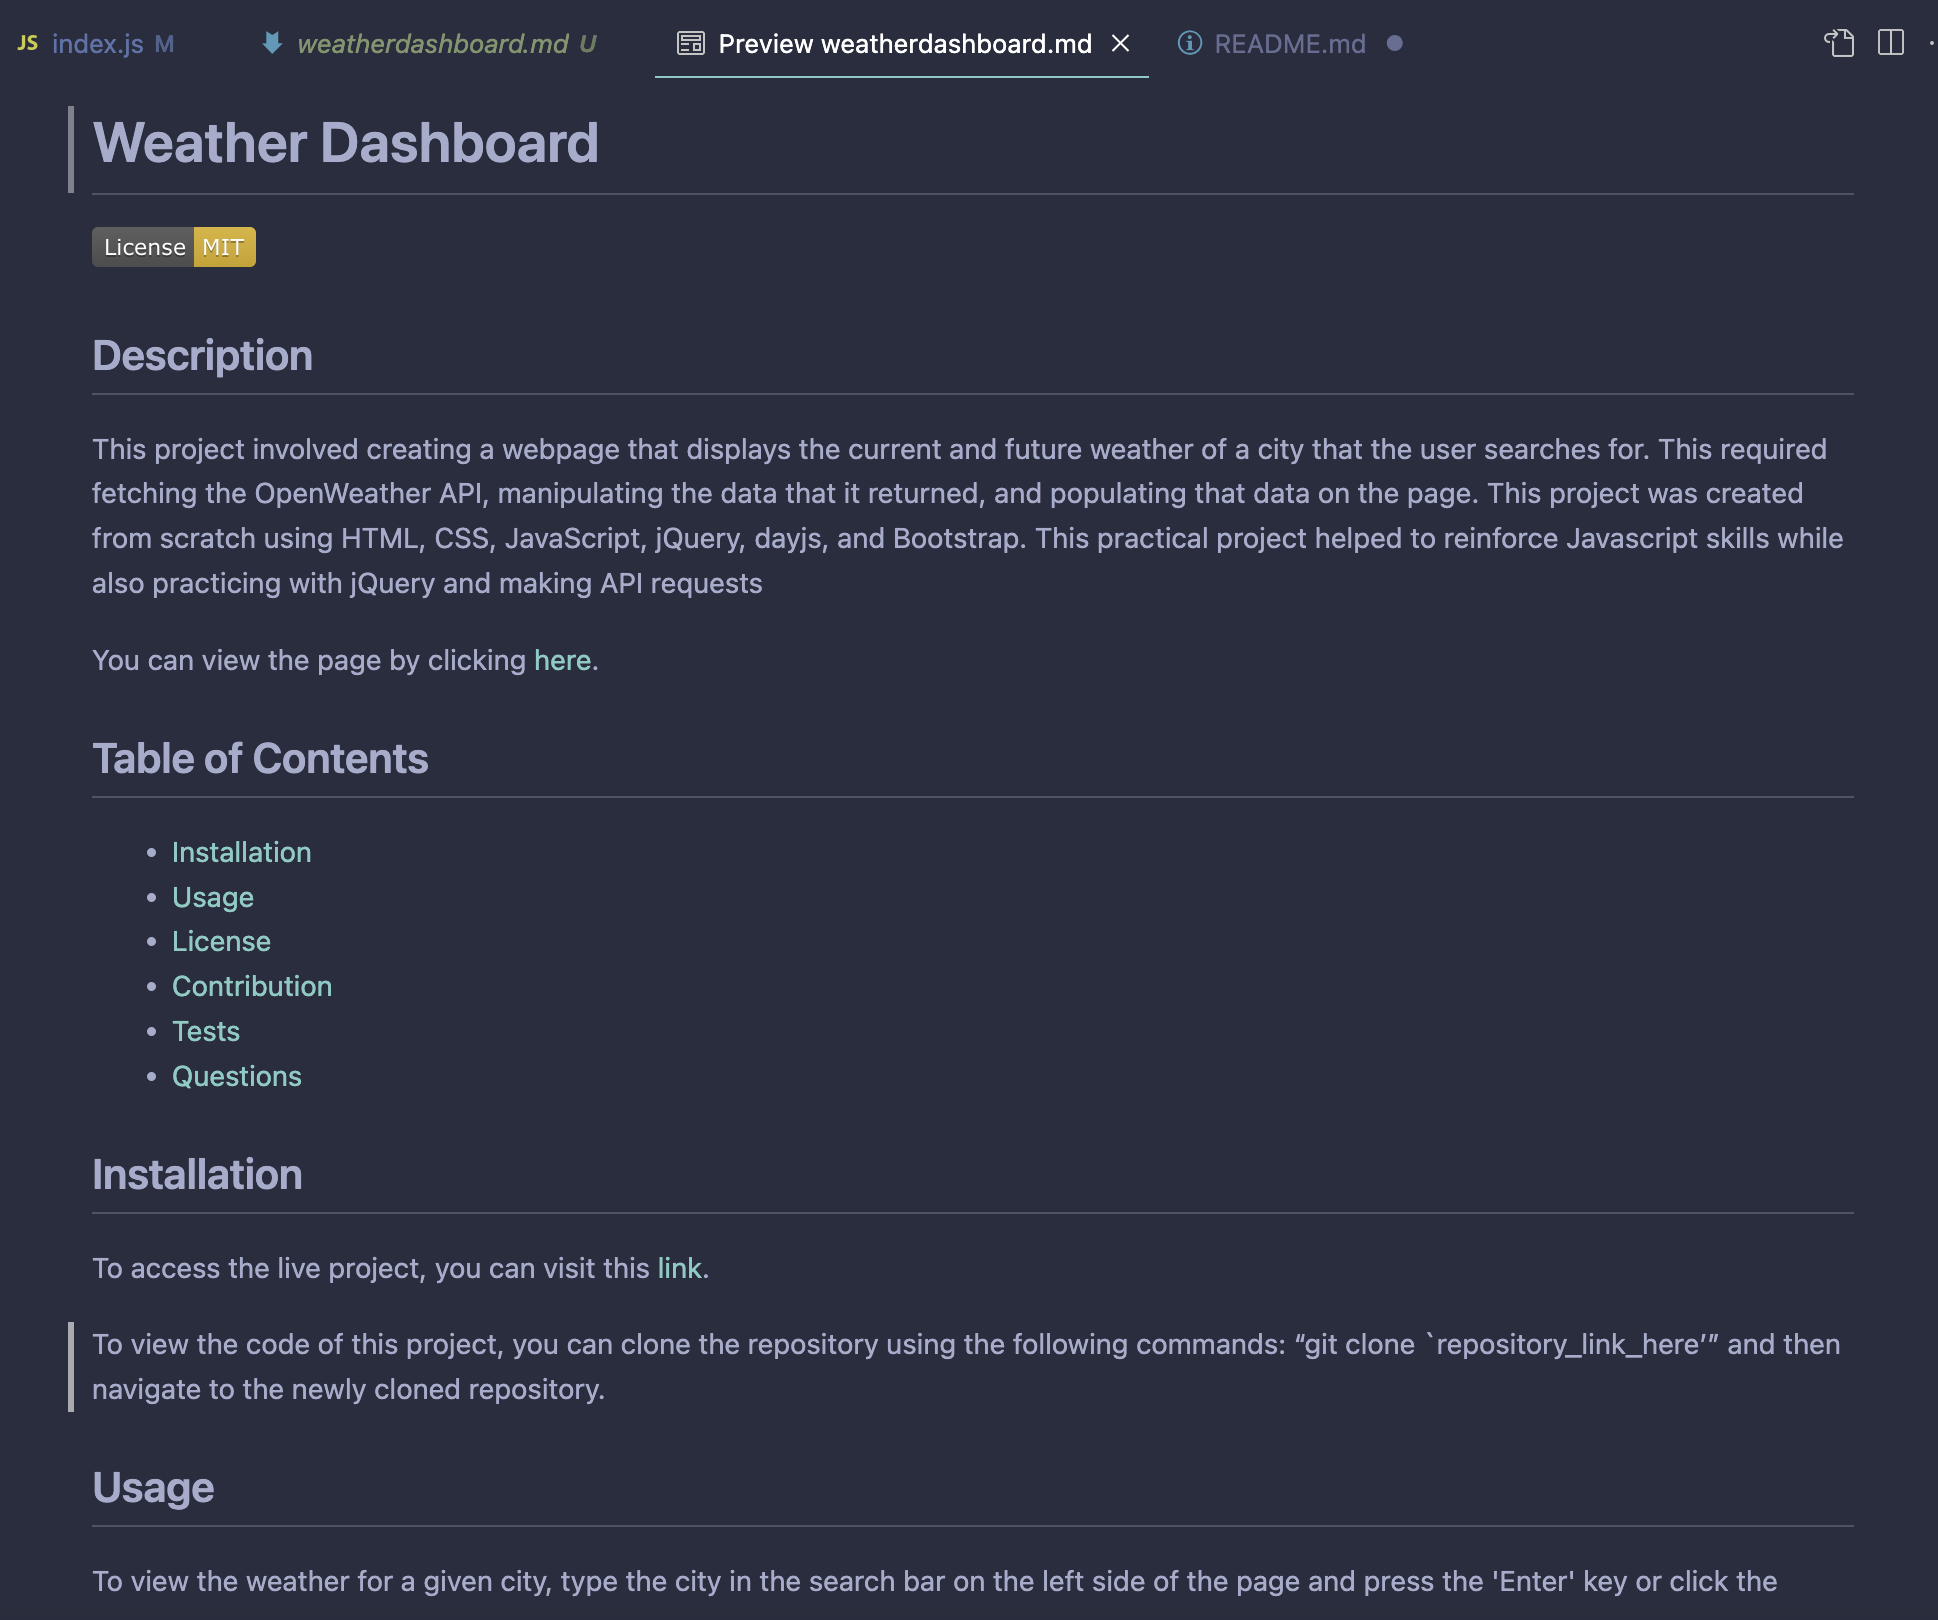 JS index.js M weatherdashboard.md U Preview weatherdashboard.md README.md
Weather Dashboard
License MIT
Description
This project involved creating a webpage that displays the current and future weather of a city that the user searches for. This required
fetching the OpenWeather API, manipulating the data that it returned, and populating that data on the page. This project was created
from scratch using HTML, CSS, JavaScript, jQuery, dayjs, and Bootstrap. This practical project helped to reinforce Javascript skills while
also practicing with jQuery and making API requests
You can view the page by clicking here.
Table of Contents
• Installation
• Usage
• License
• Contribution
• Tests
• Questions
Installation
To access the live project, you can visit this link.
To view the code of this project, you can clone the repository using the following commands: “git clone `repository_link_here’” and then
navigate to the newly cloned repository.
Usage
To view the weather for a given city, type the city in the search bar on the left side of the page and press the 'Enter' key or click the